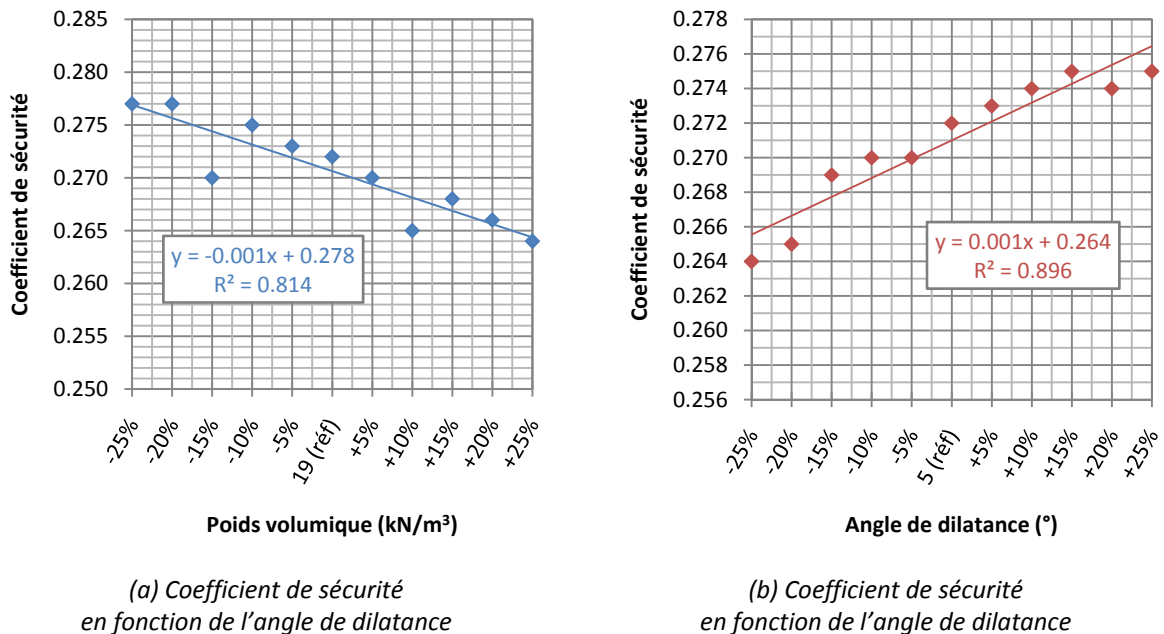 Coefficient de sécurité
0.285
0.280
0.275
0.270
0.265
0.260
0.255
0.250
y = -0.001x + 0.278
R² = 0.814
-25%
-20%
-15%
-10%
-5%
19 (réf)
+5%
+10%
+15%
+20%
+25%
Poids volumique (kN/m³)
(a) Coefficient de sécurité
en fonction de l’angle de dilatance
Coefficient de sécurité
0.278
0.276
0.274
0.272
0.270
0.268
0.266
0.264
0.262
0.260
0.258
0.256
y = 0.001x + 0.264
R² = 0.896
-25%
-20%
-15%
-10%
-5%
5 (réf)
+5%
+10%
+15%
+20%
+25%
Angle de dilatance (°)
(b) Coefficient de sécurité
en fonction de l’angle de dilatance